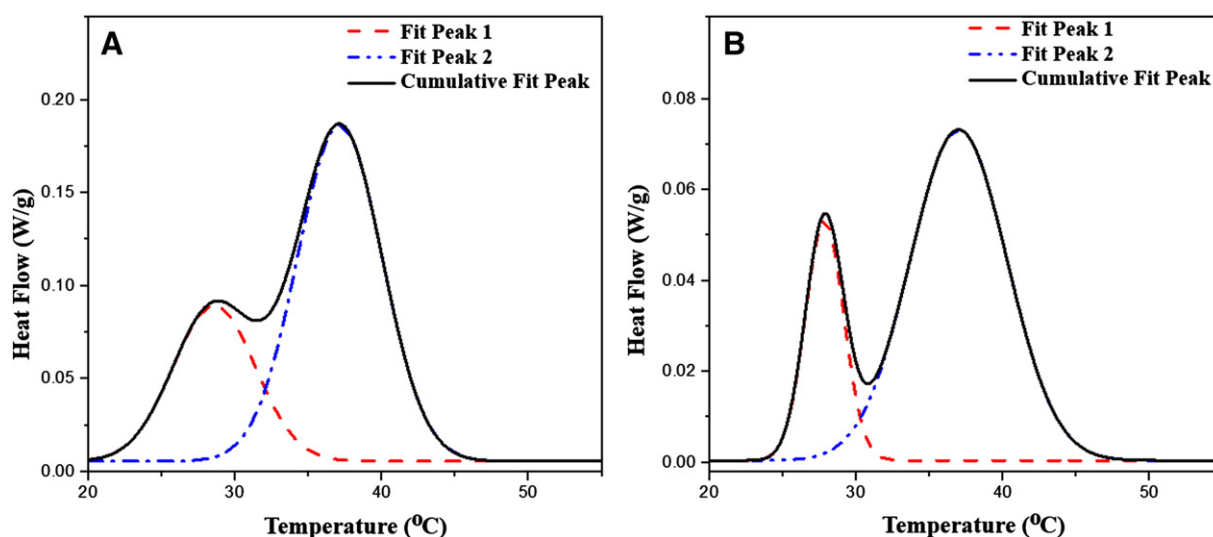 A
Fit Peak 1
Fit Peak 2
Cumulative Fit Peak
Heat Flow (W/g)
0.20
0.15
0.10
0.05
0.00
20 30 40 50
Temperature (⁰C)
B
Fit Peak 1
Fit Peak 2
Cumulative Fit Peak
Heat Flow (W/g)
0.08
0.06
0.04
0.02
0.00
20 30 40 50
Temperature (⁰C)